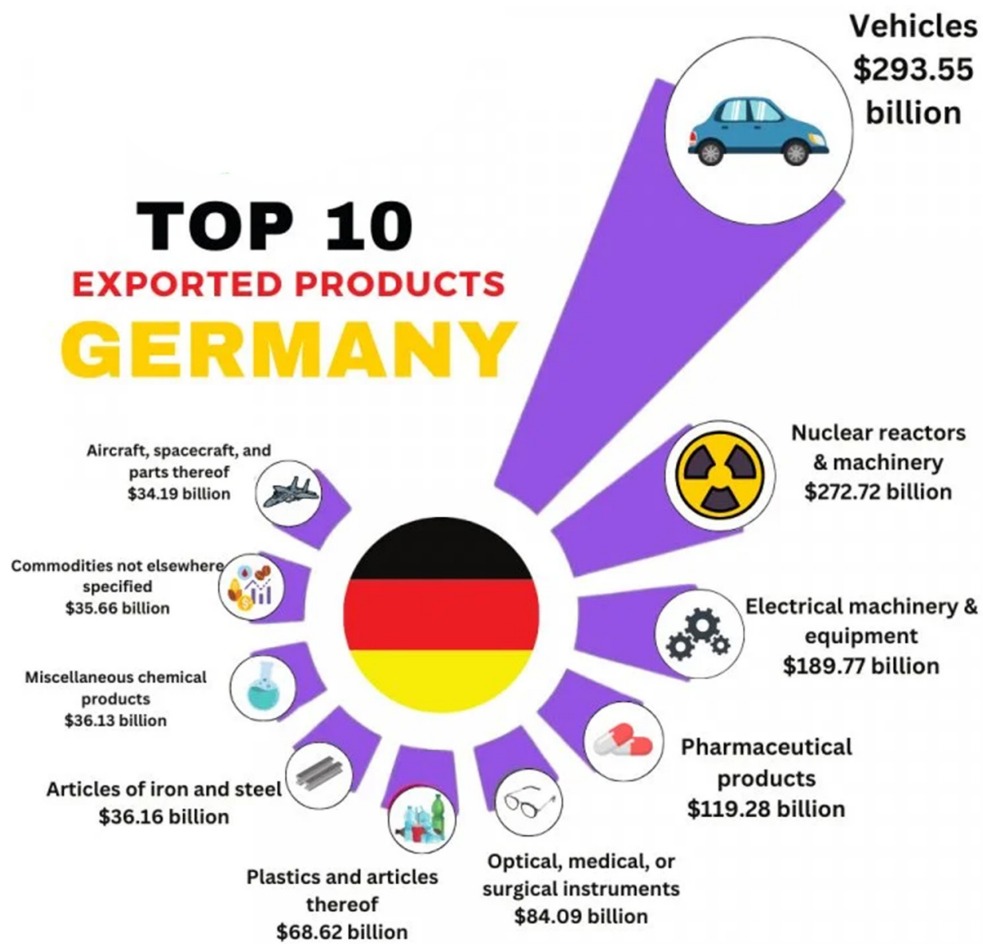 TOP 10
EXPORTED PRODUCTS
GERMANY
Vehicles
$293.55
billion
Nuclear reactors
& machinery
$272.72 billion
Electrical machinery &
equipment
$189.77 billion
Pharmaceutical
products
$119.28 billion
Optical, medical, or
surgical instruments
$84.09 billion
Plastics and articles
thereof
$68.62 billion
Articles of iron and steel
$36.16 billion
Miscellaneous chemical
products
$36.13 billion
Commodities not elsewhere
specified
$35.66 billion
Aircraft, spacecraft, and
parts thereof
$34.19 billion